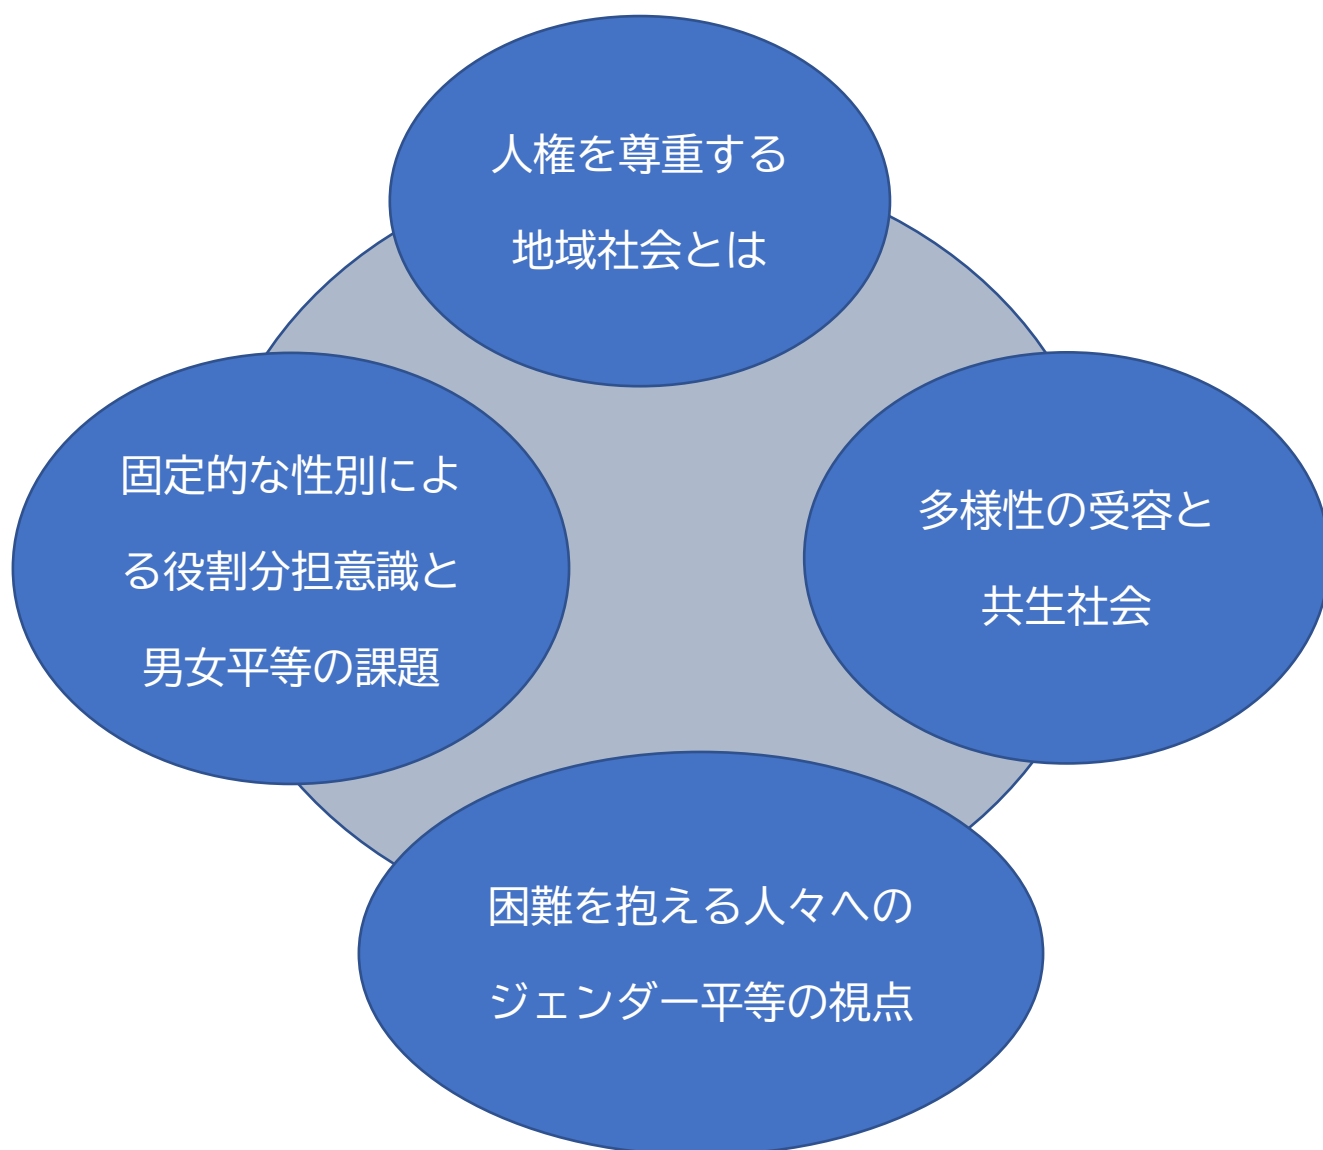 人権を尊重する
地域社会とは
固定的な性別によ
る役割分担意識と
男女平等の課題
多様性の受容と
共生社会
困難を抱える人々への
ジェンダー平等の視点